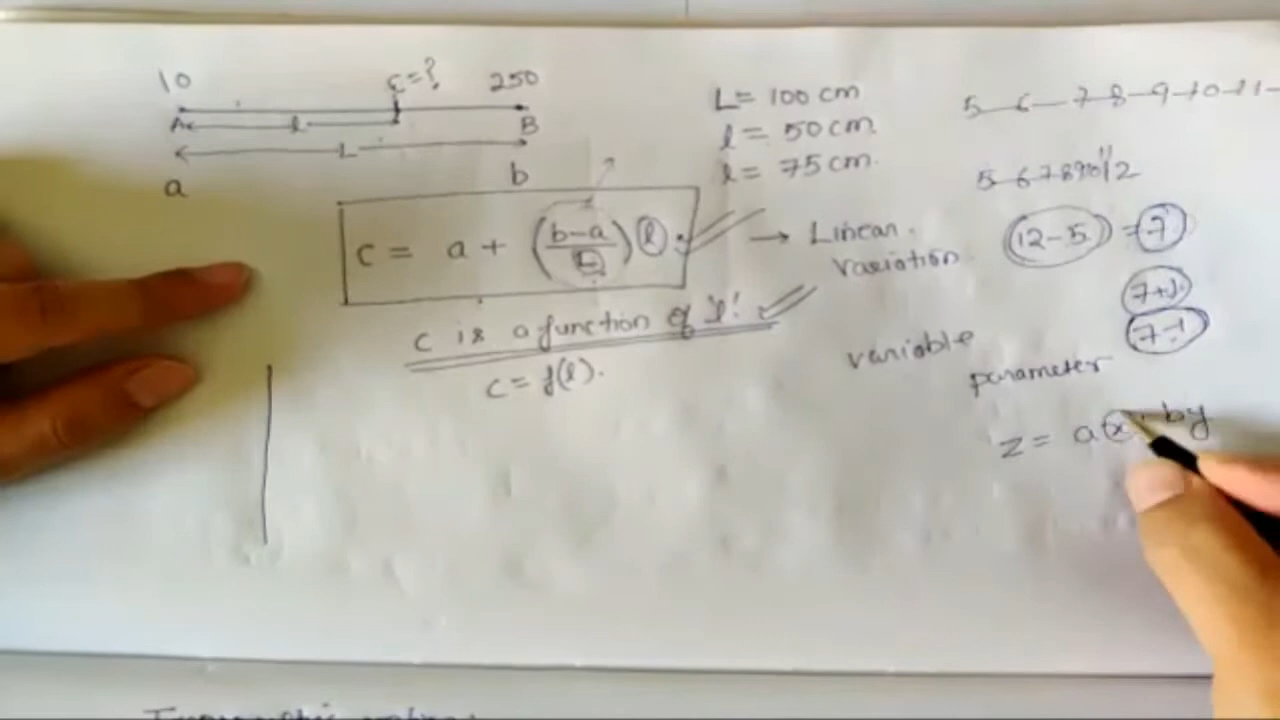 10 c=? 250
A l B
L
a b
L= 100 cm
l = 50 cm
l = 75 cm.
5-6-7-8-9-10-11-
5 6 7 8 9 10 11 12
c = a + (b-a/L) l
→ Linear
variation
(12-5) = 7
7+1
7-1
c is a function of 'l'.
c = f(l).
variable
parameter
z = ax by